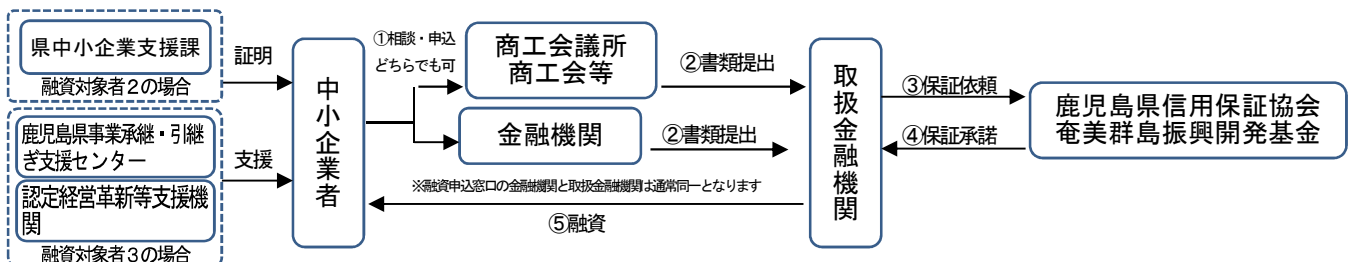 県中小企業支援課
融資対象者2の場合
証明
鹿児島県事業承継・引継
ぎ支援センター
認定経営革新等支援機
関
融資対象者3の場合
支援
中小企業者
①相談・申込
どちらでも可
商工会議所
商工会等
金融機関
②書類提出
②書類提出
※融資申込窓口の金融機関と取扱金融機関は通常同一となります
⑤融資
取扱金融機関
③保証依頼
④保証承諾
鹿児島県信用保証協会
奄美群島振興開発基金